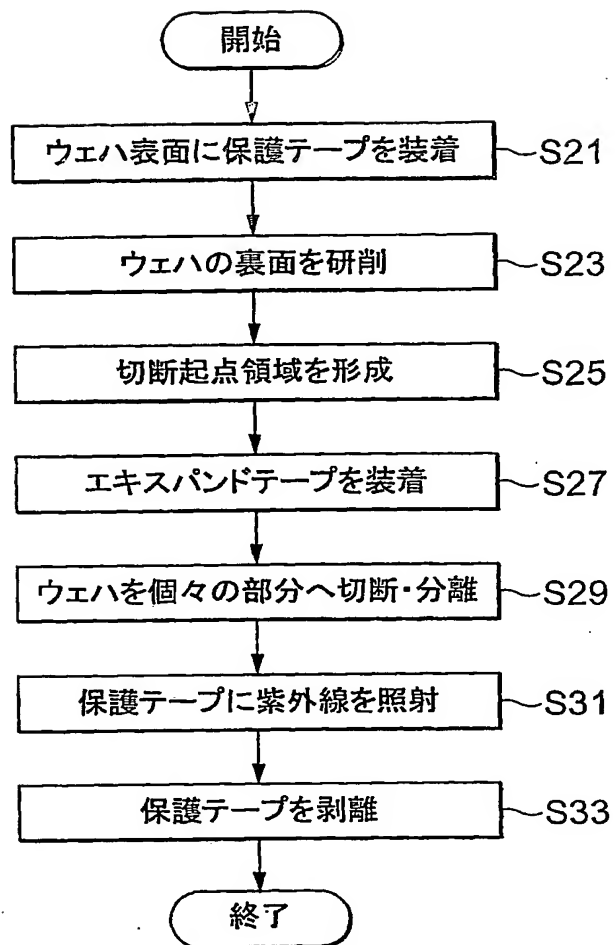 開始
ウェハ表面に保護テープを装着 S21
ウェハの裏面を研削 S23
切断起点領域を形成 S25
エキスパンドテープを装着 S27
ウェハを個々の部分へ切断・分離 S29
保護テープに紫外線を照射 S31
保護テープを剥離 S33
終了